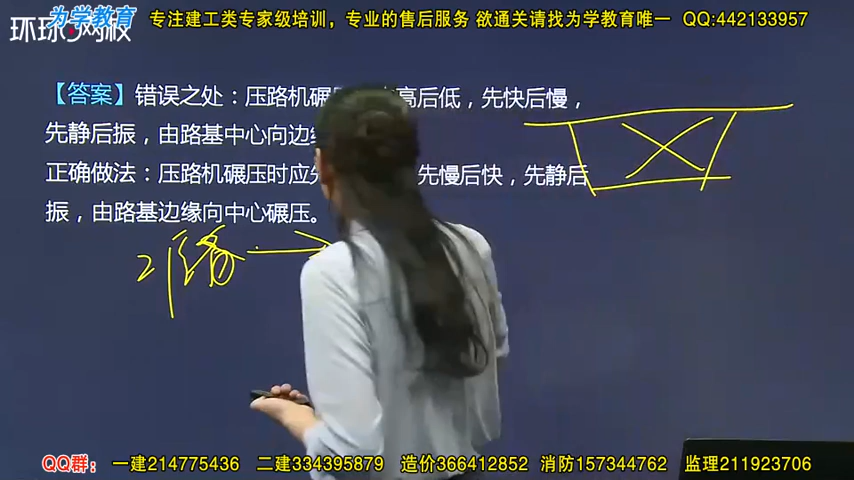 为学教育 专注建工类专家级培训，专业的售后服务 欲通关请找为学教育唯一 QQ:442133957
环球网校
【答案】错误之处：压路机碾 高后低，先快后慢，
先静后振，由路基中心向边
正确做法：压路机碾压时应先 先慢后快，先静后
振，由路基边缘向中心碾压。
QQ群： 一建214775436 二建334395879 造价366412852 消防157344762 监理211923706